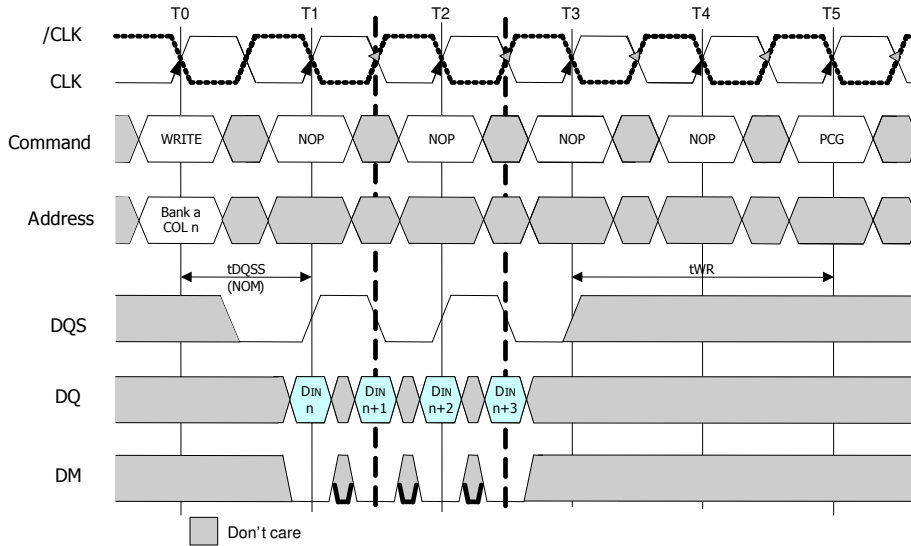 T0 T1 T2 T3 T4 T5
/CLK
CLK
Command WRITE NOP NOP NOP NOP PCG
Address Bank a
COL n
tDQSS
(NOM)
tWR
DQS
DQ DIN
n
DIN
n+1
DIN
n+2
DIN
n+3
DM
Don't care